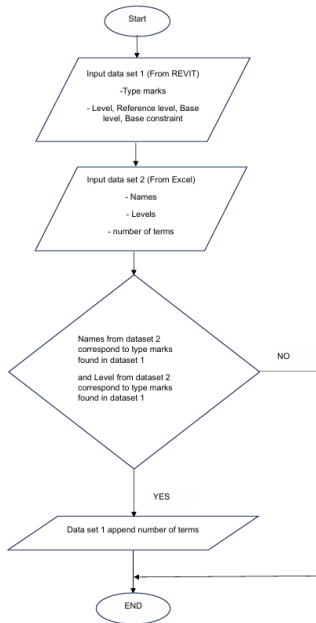 Start
Input data set 1 (From REVIT)
-Type marks
- Level, Reference level, Base
level, Base constraint
Input data set 2 (From Excel)
- Names
- Levels
- number of terms
Names from dataset 2
correspond to type marks
found in dataset 1
and Level from dataset 2
correspond to type marks
found in dataset 1
NO
YES
Data set 1 append number of terms
END